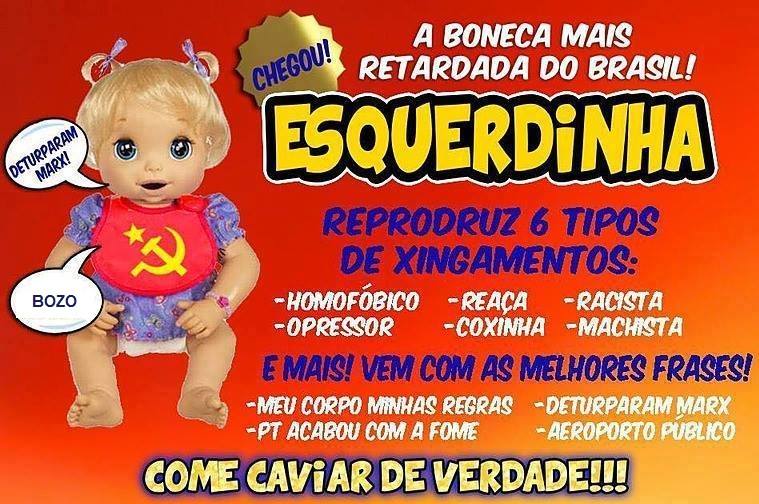 CHEGOU!
A BONECA MAIS
RETARDADA DO BRASIL!
ESQUERDiNHA
DETURPARAM
MARX!
BOZO
REPRODRUZ 6 TIPOS
DE XINGAMENTOS:
-HOMOFÓBICO -REAÇA -RACISTA
-OPRESSOR -COXINHA -MACHISTA
E MAIS! VEM COM AS MELHORES FRASES!
-MEU CORPO MINHAS REGRAS -DETURPARAM MARX
-PT ACABOU COM A FOME -AEROPORTO PÚBLICO
COME CAViAR DE VERDADE!!!